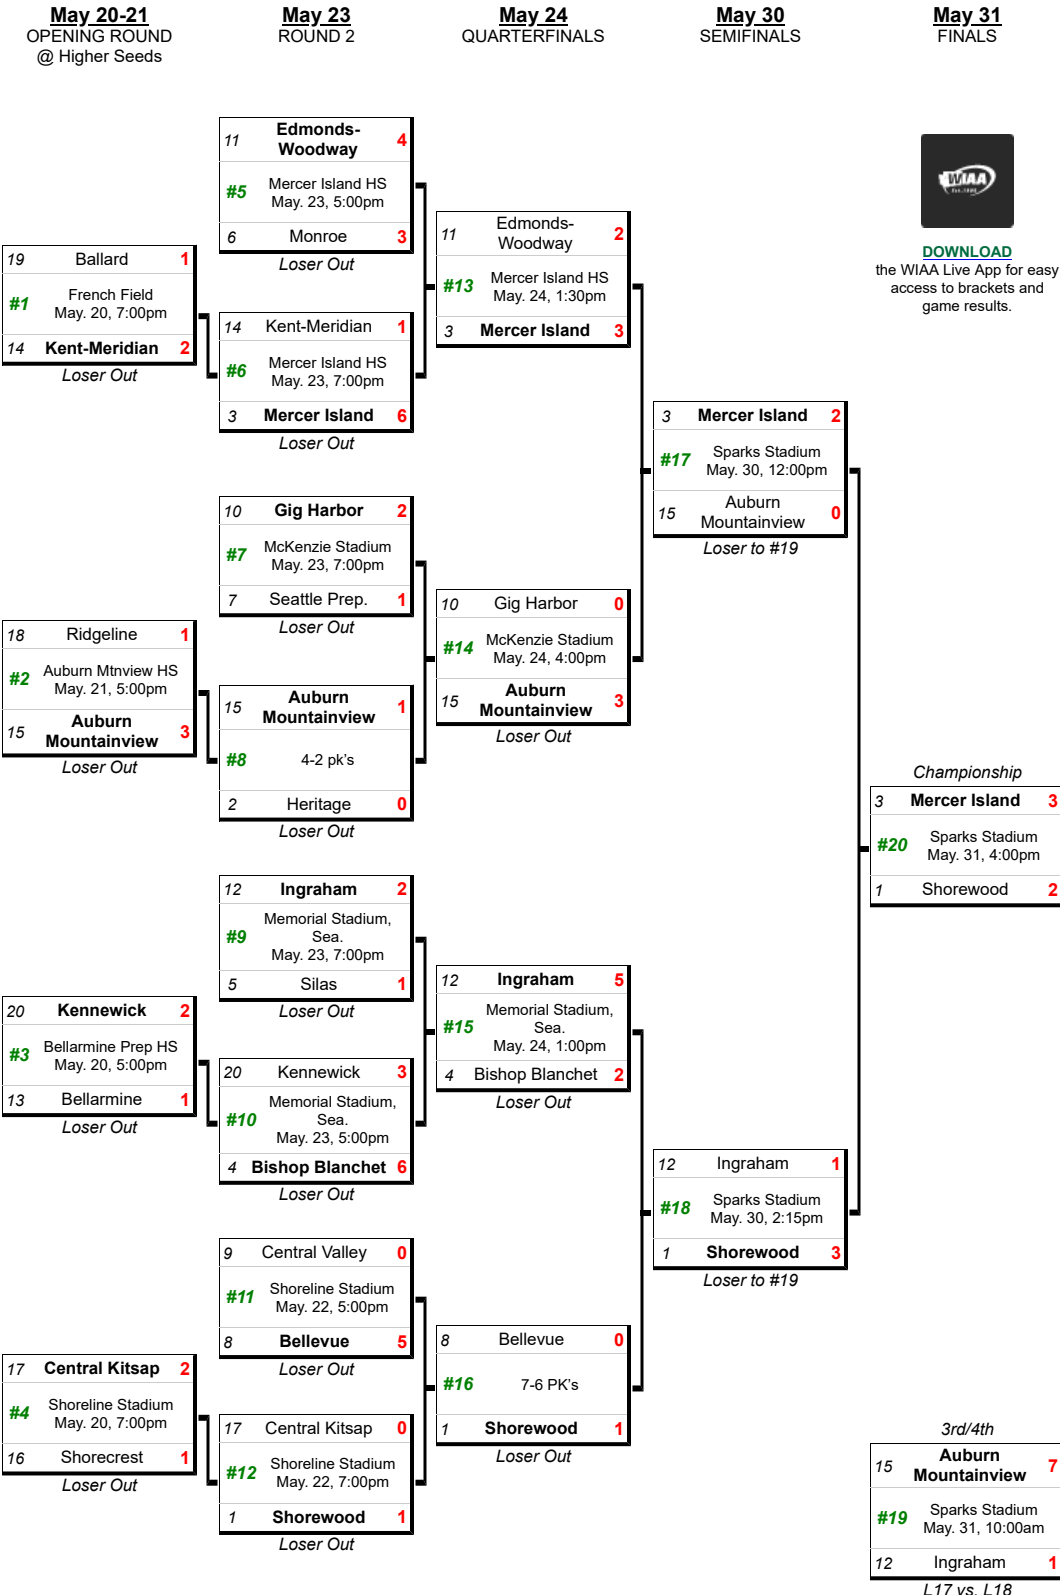 May 20-21
OPENING ROUND
@ Higher Seeds
May 23
ROUND 2
May 24
QUARTERFINALS
May 30
SEMIFINALS
May 31
FINALS
WIAA
DOWNLOAD
the WIAA Live App for easy
access to brackets and
game results.
19 Ballard 1
#1 French Field
May. 20, 7:00pm
14 Kent-Meridian 2
Loser Out
18 Ridgeline 1
#2 Auburn Mtnview HS
May. 21, 5:00pm
15 Auburn
Mountainview 3
Loser Out
20 Kennewick 2
#3 Bellarmine Prep HS
May. 20, 5:00pm
13 Bellarmine 1
Loser Out
17 Central Kitsap 2
#4 Shoreline Stadium
May. 20, 7:00pm
16 Shorecrest 1
Loser Out
11 Edmonds-
Woodway 4
#5 Mercer Island HS
May. 23, 5:00pm
6 Monroe 3
Loser Out
14 Kent-Meridian 1
#6 Mercer Island HS
May. 23, 7:00pm
3 Mercer Island 6
Loser Out
10 Gig Harbor 2
#7 McKenzie Stadium
May. 23, 7:00pm
7 Seattle Prep. 1
Loser Out
15 Auburn
Mountainview 1
#8 4-2 pk's
2 Heritage 0
Loser Out
12 Ingraham 2
#9 Memorial Stadium,
Sea.
May. 23, 7:00pm
5 Silas 1
Loser Out
20 Kennewick 3
#10 Memorial Stadium,
Sea.
May. 23, 5:00pm
4 Bishop Blanchet 6
Loser Out
9 Central Valley 0
#11 Shoreline Stadium
May. 22, 5:00pm
8 Bellevue 5
Loser Out
17 Central Kitsap 0
#12 Shoreline Stadium
May. 22, 7:00pm
1 Shorewood 1
Loser Out
11 Edmonds-
Woodway 2
#13 Mercer Island HS
May. 24, 1:30pm
3 Mercer Island 3
10 Gig Harbor 0
#14 McKenzie Stadium
May. 24, 4:00pm
15 Auburn
Mountainview 3
Loser Out
12 Ingraham 5
#15 Memorial Stadium,
Sea.
May. 24, 1:00pm
4 Bishop Blanchet 2
Loser Out
8 Bellevue 0
#16 7-6 PK's
1 Shorewood 1
Loser Out
3 Mercer Island 2
#17 Sparks Stadium
May. 30, 12:00pm
15 Auburn
Mountainview 0
Loser to #19
12 Ingraham 1
#18 Sparks Stadium
May. 30, 2:15pm
1 Shorewood 3
Loser to #19
Championship
3 Mercer Island 3
#20 Sparks Stadium
May. 31, 4:00pm
1 Shorewood 2
3rd/4th
15 Auburn
Mountainview 7
#19 Sparks Stadium
May. 31, 10:00am
12 Ingraham 1
L17 vs. L18